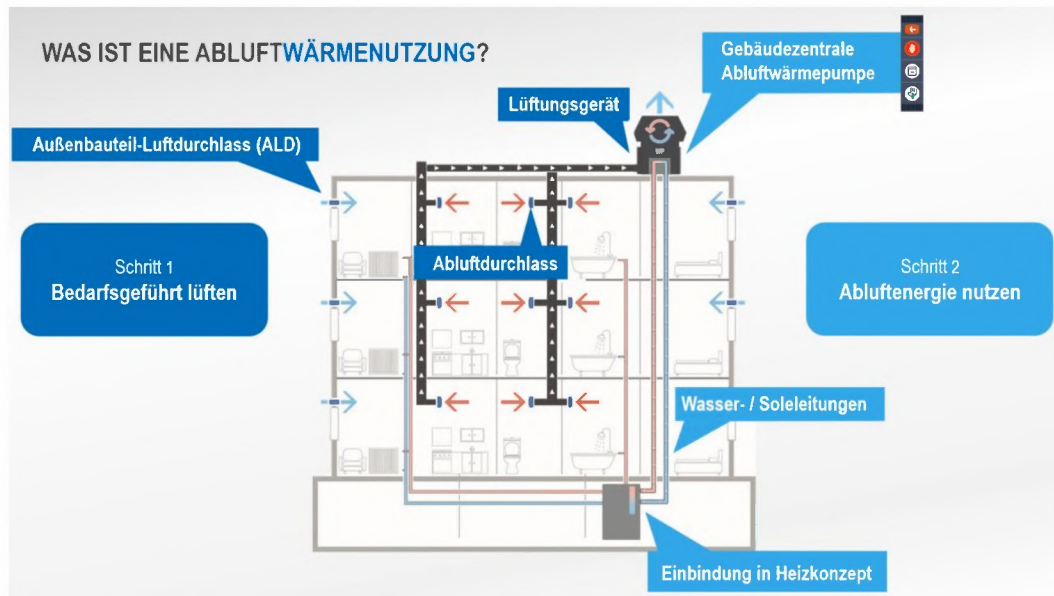 WAS IST EINE ABLUFTWÄRMENUTZUNG?
Gebäudezentrale
Abluftwärmepumpe
Lüftungsgerät
Außenbauteil-Luftdurchlass (ALD)
WP
Schritt 1
Bedarfsgeführt lüften
Abluftdurchlass
Schritt 2
Abluftenergie nutzen
Wasser- / Soleleitungen
Einbindung in Heizkonzept